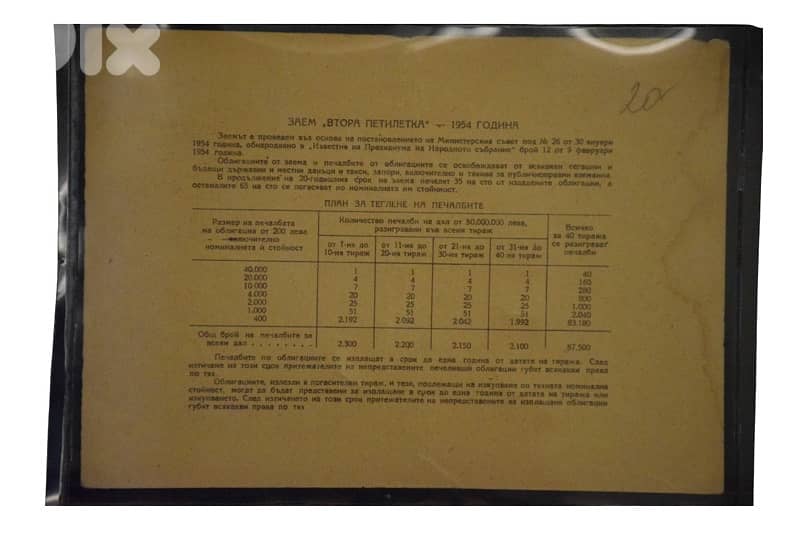 ЗАЕМ „ВТОРА ПЕТИЛЕТКА“ — 1954 ГОДИНА
20
Заемът е проведен въз основа на постановлението на Министерския съвет под № 26 от 30 януари
1954 година, обнародвано в „Известия на Президиума на Народното събрание“ брой 12 от 9 февруари
1954 година.
Облигациите от заема и печалбите от облигациите се освобождават от всякакви сегашни и
бъдещи държавни и местни данъци и такси, запори, включително и такива за публичноправни вземания
В продължение на 20-годишния срок на заема печелят 35 на сто от издадените облигации, а
останалите 65 на сто се погасяват по номиналната им стойност.
ПЛАН ЗА ТЕГЛЕНЕ НА ПЕЧАЛБИТЕ
Размер на печалбата
на облигация от 200 лева
включително
номиналната ѝ стойност
Количество печалби на дял от 50,000.000 лева,
разигравани във всеки тираж
от 1-ия до
10-ия тираж
от 11-ия до
20-ия тираж
от 21-ия до
30-ия тираж
от 31-ия до
40 ия тираж
Всичко
за 40 тиража
се разиграват
печалби
40.000 1 1 1 1 40
20.000 4 4 4 4 160
10.000 7 7 7 7 280
4.000 20 20 20 20 800
2.000 25 25 25 25 1.000
1.000 51 51 51 51 2.040
400 2.192 2.092 2.042 1.992 83.180
Общ брой на печалбите за
всеки дял . . . . . . . . 2.300 2.200 2.150 2.100 87.500
Печалбите по облигациите се изплащат в срок до една година от датата на тиража. След
изтичане на този срок притежателите на непредставените печеливши облигации губят всякакви права
по тях.
Облигациите, излезли в погасителен тираж, и тези, подлежащи на изкупуване по тяхната номинална
стойност, могат да бъдат представени за изплащане в срок до една година от датата на тиража или
изкупуването. След изтичането на този срок притежателите на непредставените за изплащане облигации
губят всякакви права по тях